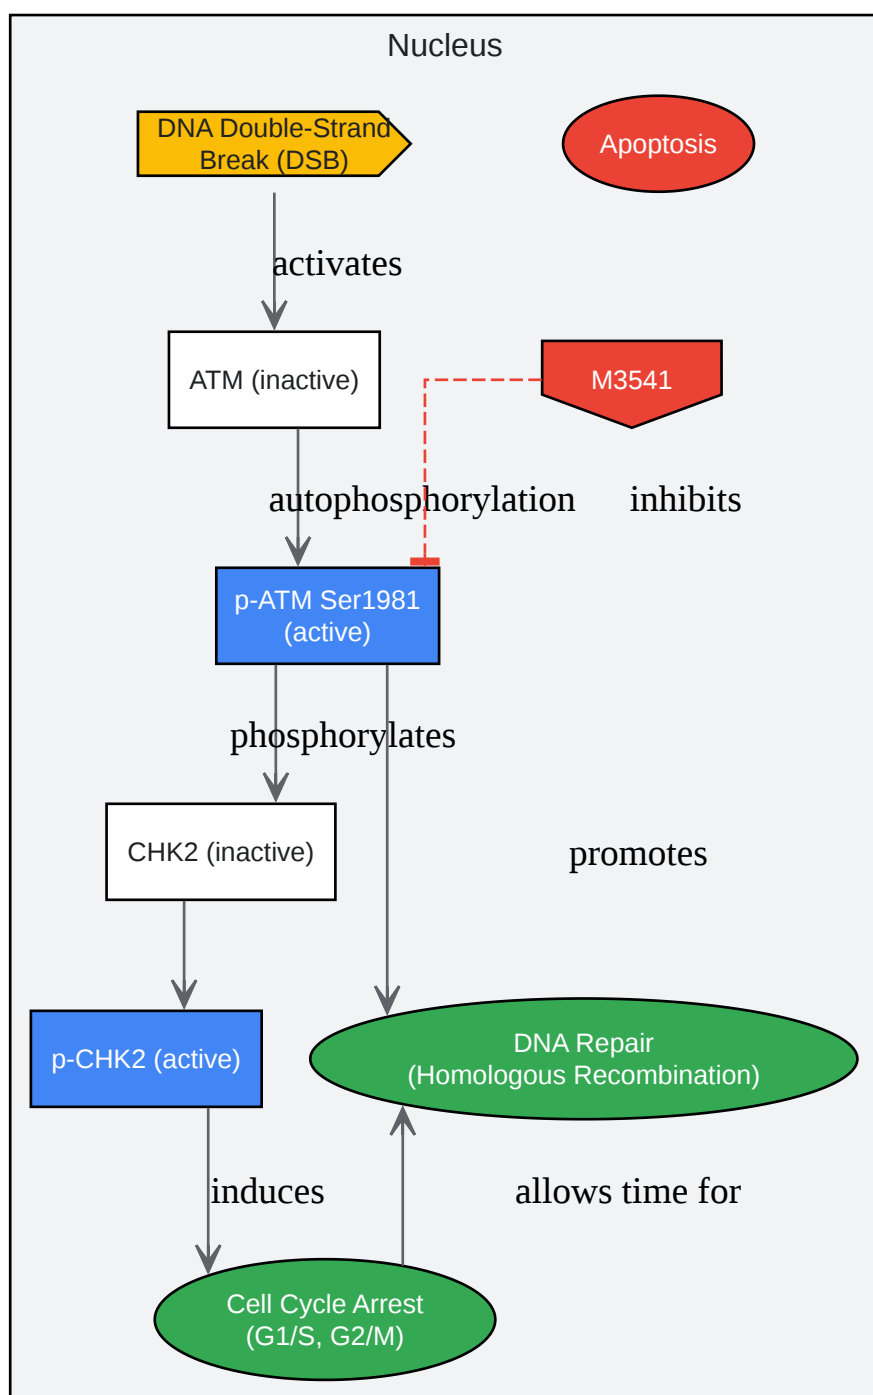 Nucleus
DNA Double-Strand
Break (DSB)
Apoptosis
activates
ATM (inactive)
M3541
autophosphorylation
inhibits
p-ATM Ser1981
(active)
phosphorylates
CHK2 (inactive)
promotes
p-CHK2 (active)
DNA Repair
(Homologous Recombination)
induces
allows time for
Cell Cycle Arrest
(G1/S, G2/M)